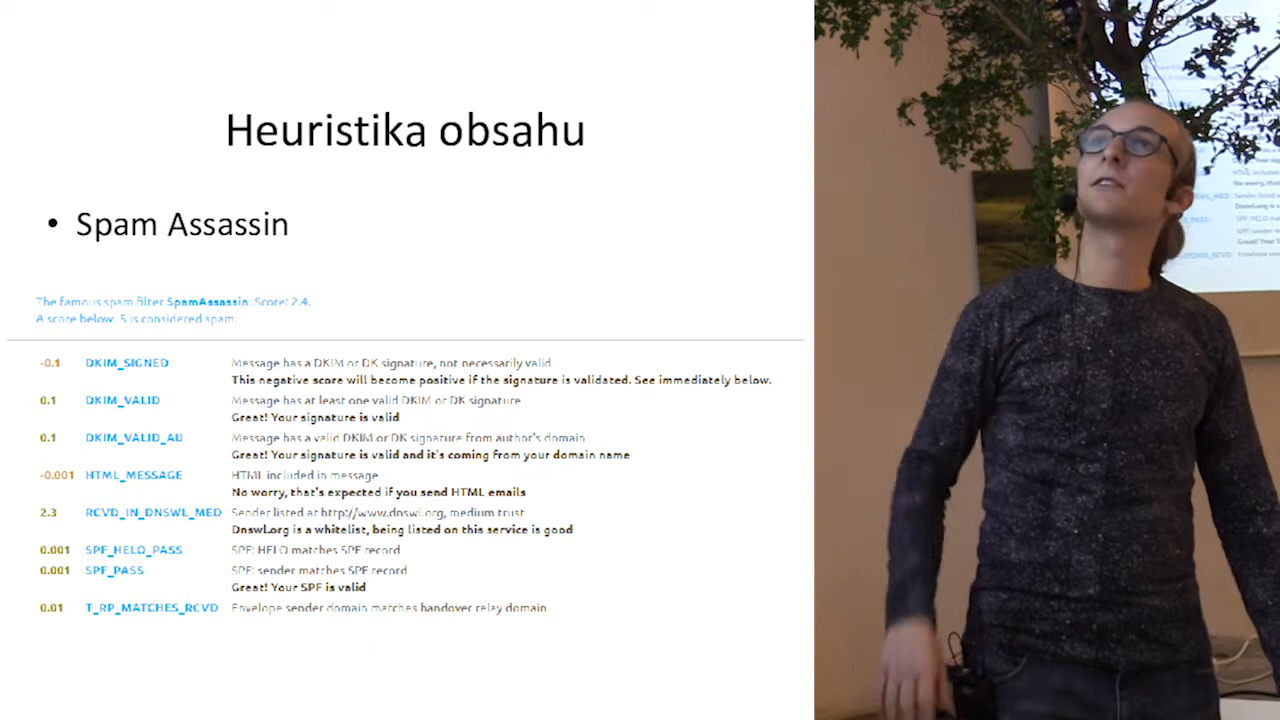 Heuristika obsahu
• Spam Assassin
The famous spam filter SpamAssassin. Score: 2.4.
A score below -5 is considered spam.
-0.1 DKIM_SIGNED Message has a DKIM or DK signature, not necessarily valid
This negative score will become positive if the signature is validated. See immediately below.
0.1 DKIM_VALID Message has at least one valid DKIM or DK signature
Great! Your signature is valid
0.1 DKIM_VALID_AU Message has a valid DKIM or DK signature from author's domain
Great! Your signature is valid and it's coming from your domain name
-0.001 HTML_MESSAGE HTML included in message
No worry, that's expected if you send HTML emails
2.3 RCVD_IN_DNSWL_MED Sender listed at http://www.dnswl.org, medium trust
Dnswl.org is a whitelist, being listed on this service is good
0.001 SPF_HELO_PASS SPF: HELO matches SPF record
0.001 SPF_PASS SPF: sender matches SPF record
Great! Your SPF is valid
0.01 T_RP_MATCHES_RCVD Envelope sender domain matches handover relay domain